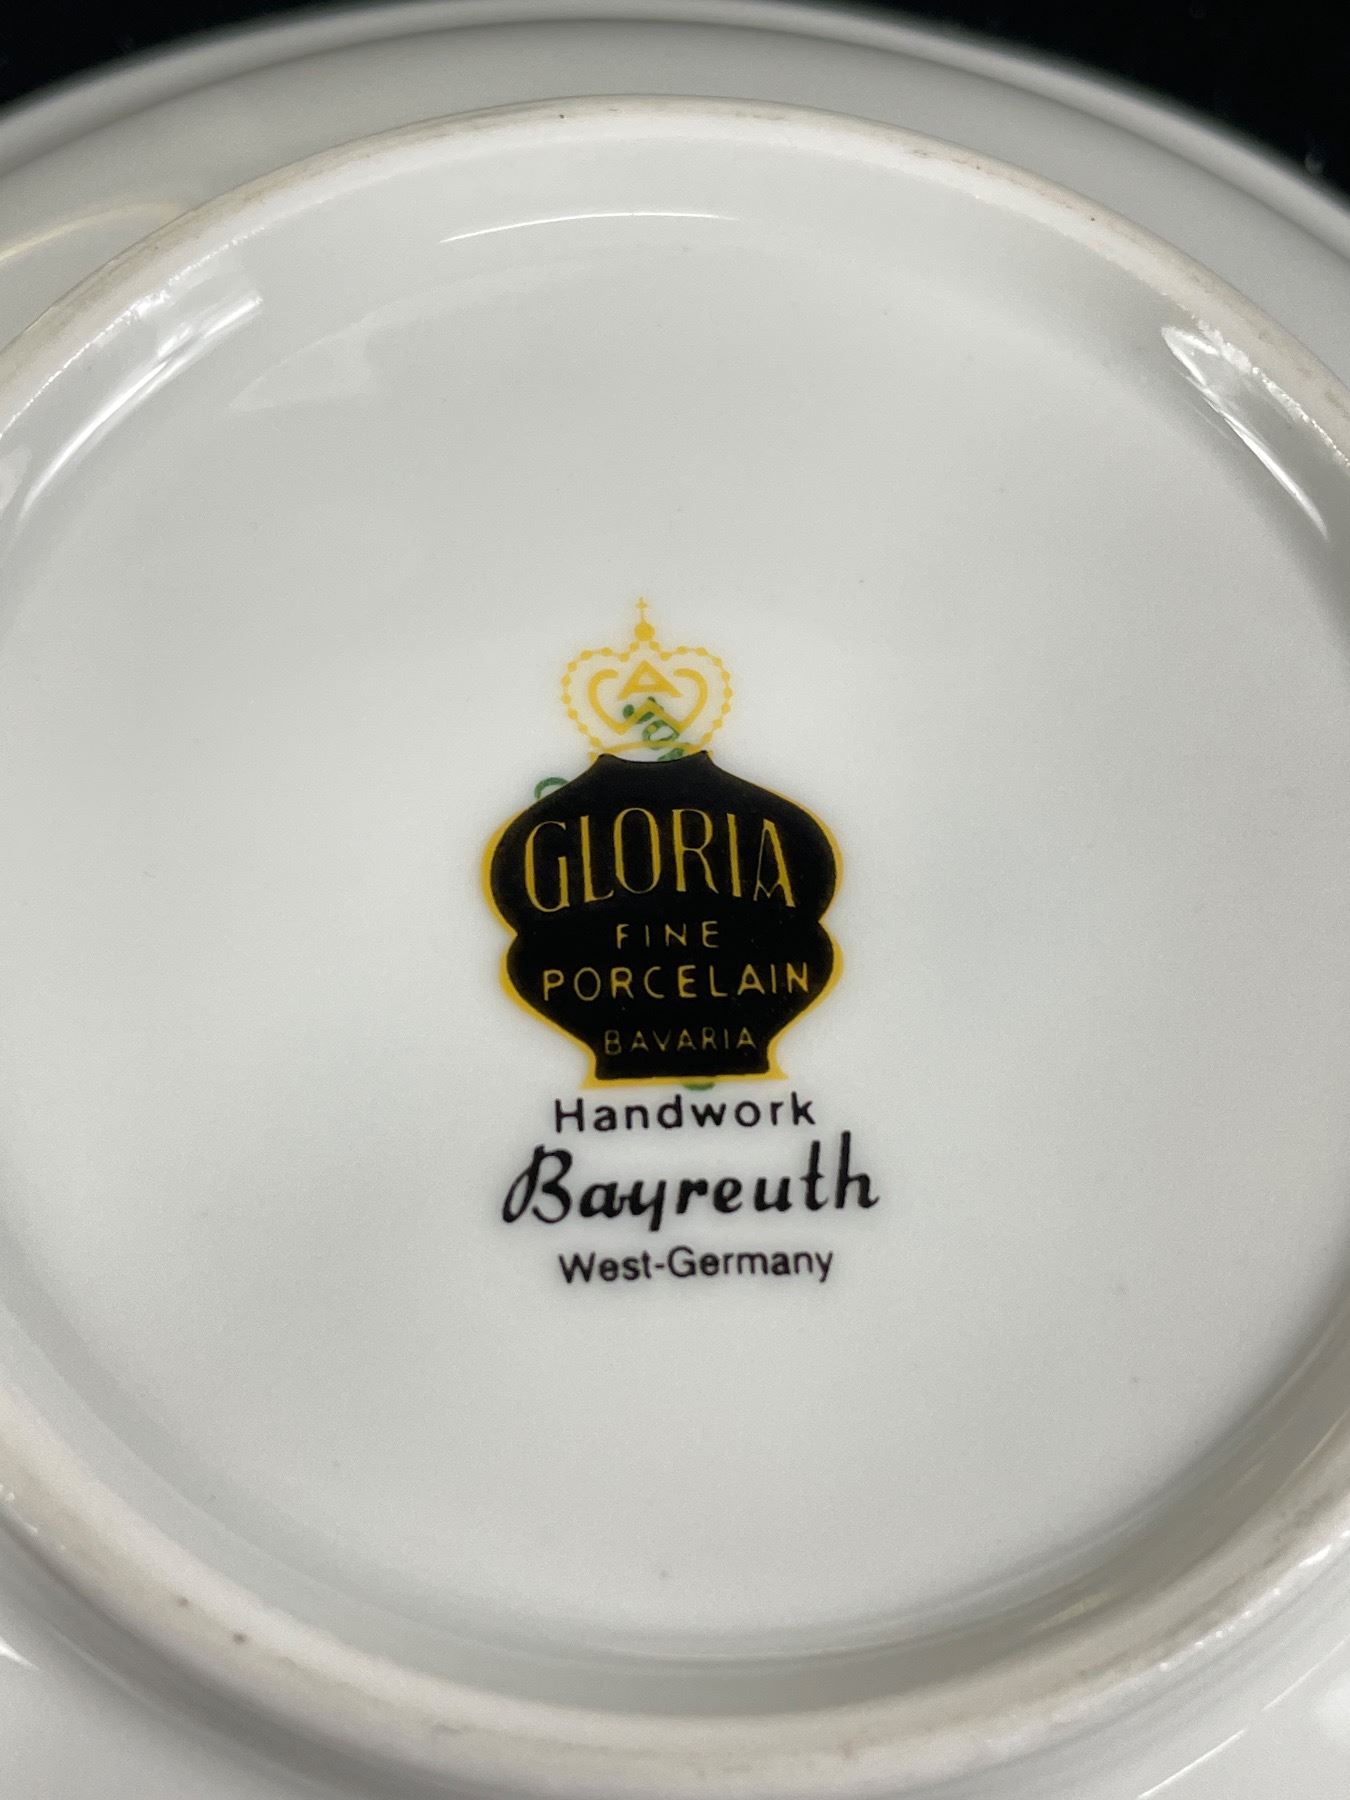 GLORIA
FINE
PORCELAIN
BAVARIA
Handwork
Bayreuth
West-Germany